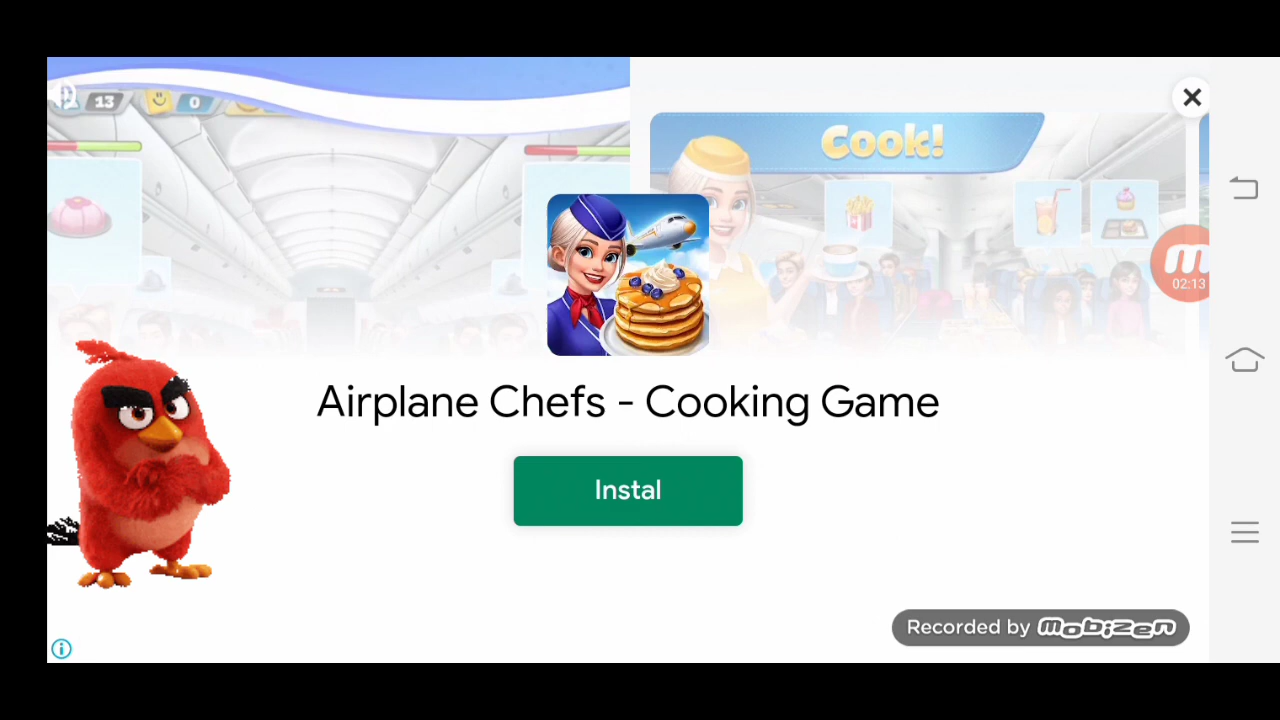 13
0
Cook!
02:13
Airplane Chefs - Cooking Game
Instal
Recorded by mobizen